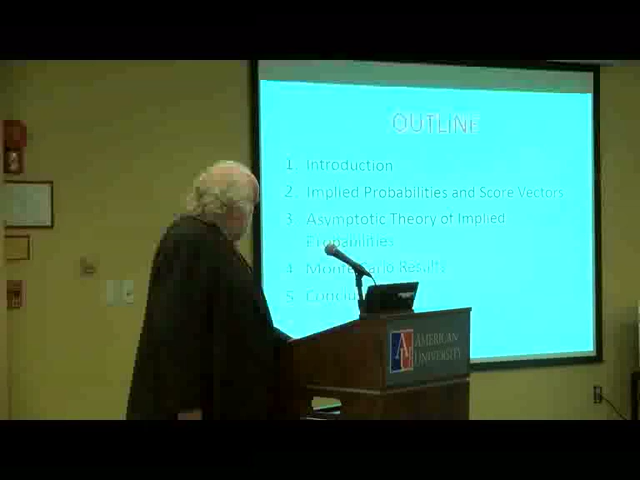 OUTLINE
1. Introduction
2. Implied Probabilities and Score Vectors
3. Asymptotic Theory of Implied
Probabilities
4. Monte Carlo Results
5.
AMERICAN
UNIVERSITY